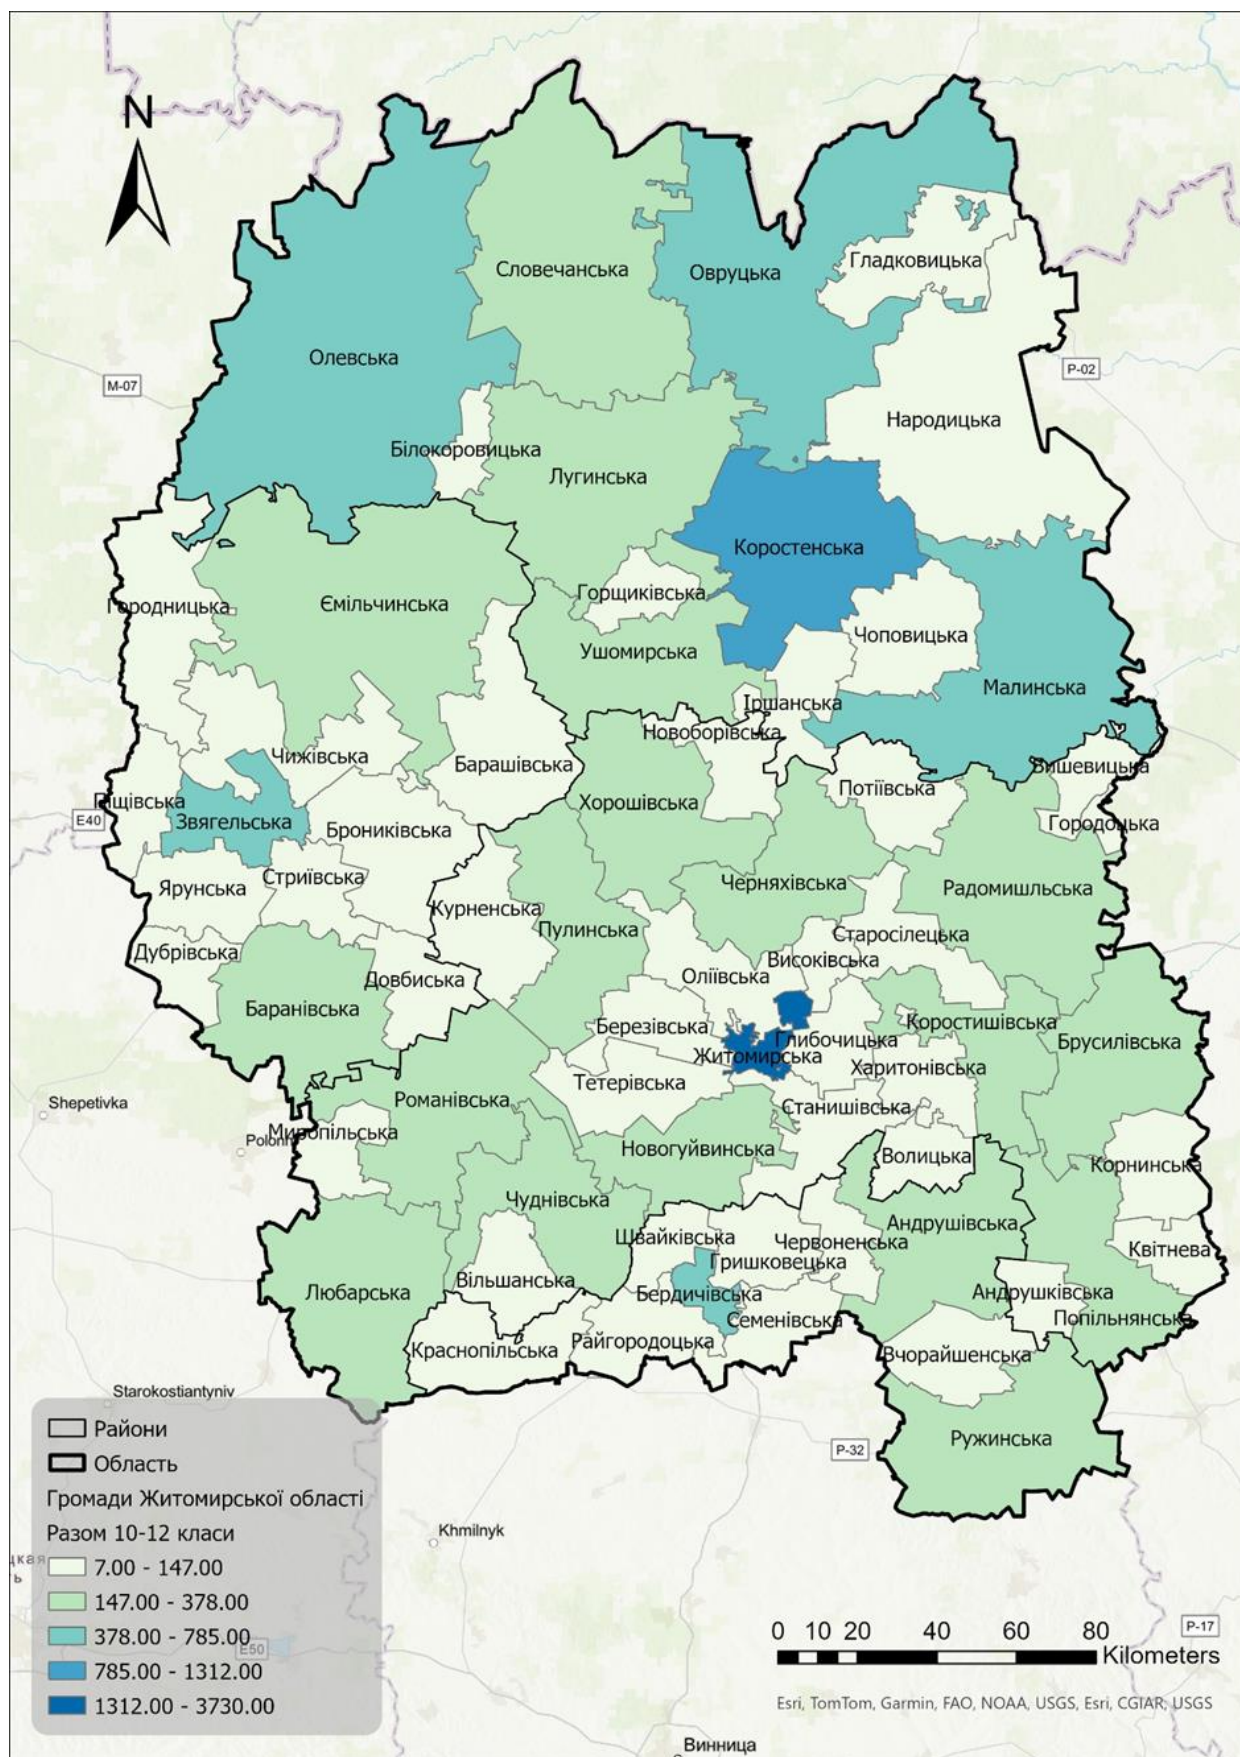 N
M-07
P-02
Словечанська
Овруцька
Гладковицька
Олевська
Народицька
Білокоровицька
Лугинська
Коростенська
Городницька
Ємільчинська
Горщиківська
Ушомирська
Чоповицька
Малинська
Іршанська
Новоборівська
Чижівська
Барашівська
Вишевицька
Потіївська
Хорошівська
Піщівська
E40
Звягельська
Брониківська
Городоцька
Ярунська
Стриївська
Курненська
Черняхівська
Радомишльська
Пулинська
Старосілецька
Дубрівська
Довбиська
Високівська
Оліївська
Баранівська
Березівська
Коростишівська
Глибочицька
Брусилівська
Житомирська
Тетерівська
Харитонівська
Романівська
Станишівська
Shepetivka
Миропільська
Новогуйвинська
Волицька
Корнинська
Чуднівська
Андрушівська
Швайківська
Червоненська
Квітнева
Гришковецька
Вільшанська
Любарська
Бердичівська
Андрушківська
Семенівська
Попільнянська
Райгородоцька
Краснопільська
Вчорайшенська
Starokostiantyniv
Ружинська
P-32
Khmilnyk
Райони
Область
Громади Житомирської області
Разом 10-12 класи
7.00 - 147.00
147.00 - 378.00
378.00 - 785.00
785.00 - 1312.00
1312.00 - 3730.00
E50
0 10 20 40 60 80
Kilometers
P-17
Esri, TomTom, Garmin, FAO, NOAA, USGS, Esri, CGIAR, USGS
Винница